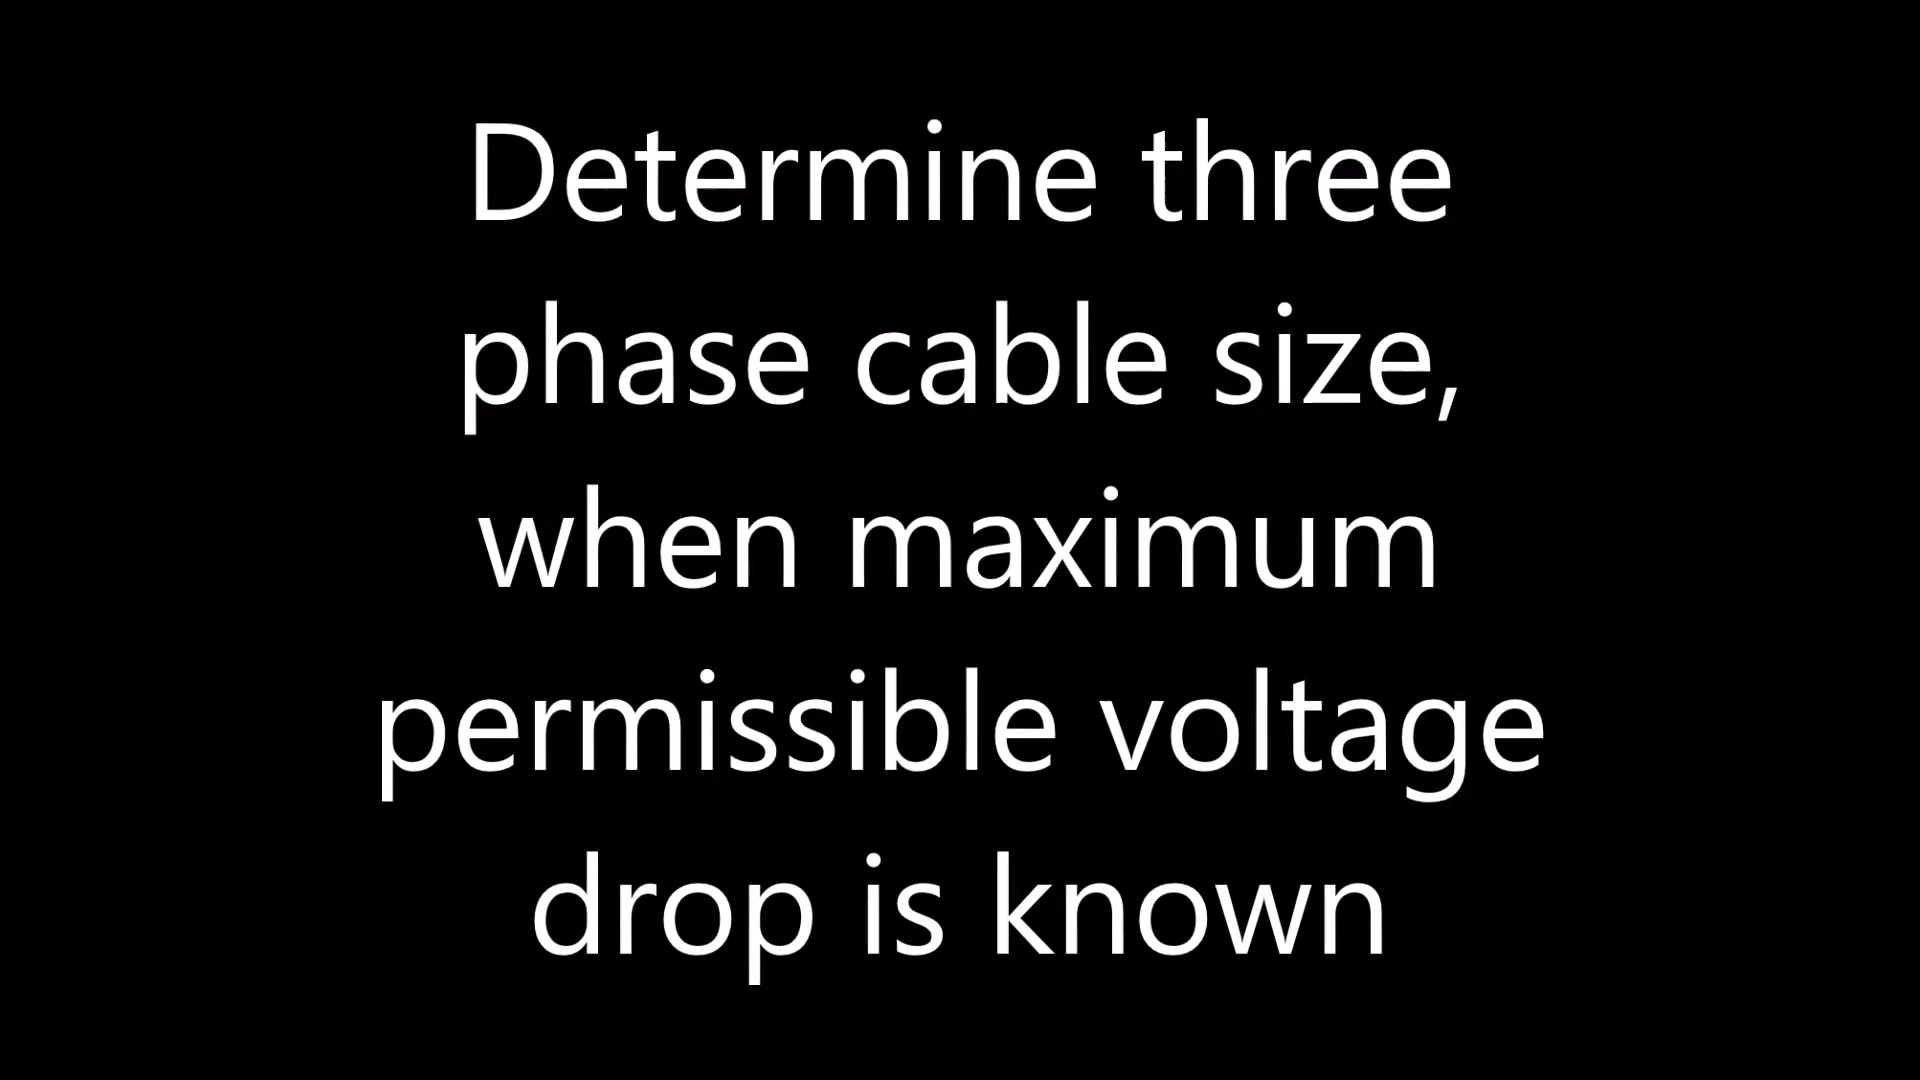 Determine three
phase cable size,
when maximum
permissible voltage
drop is known